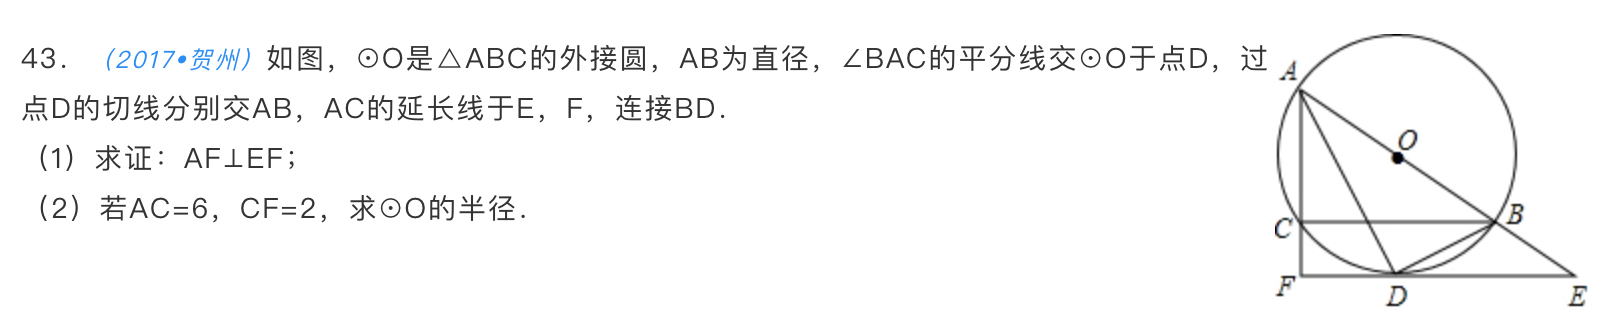 43. （2017•贺州）如图，⊙O是△ABC的外接圆，AB为直径，∠BAC的平分线交⊙O于点D，过
点D的切线分别交AB，AC的延长线于E，F，连接BD．
（1）求证：AF⊥EF；
（2）若AC=6，CF=2，求⊙O的半径．
A
O
C
B
F
D
E